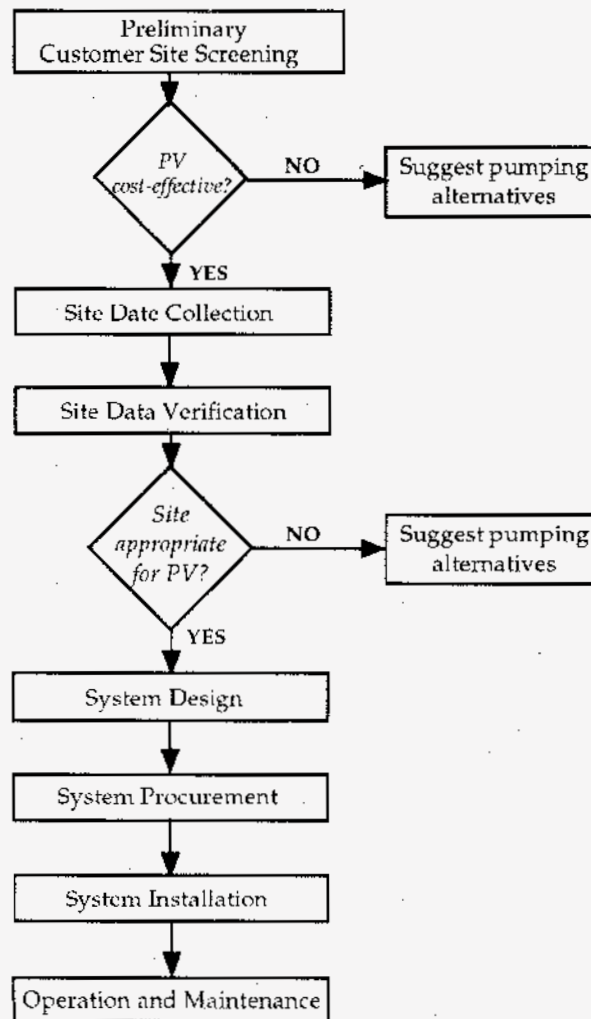 Preliminary
Customer Site Screening
PV
cost-effective?
NO
Suggest pumping
alternatives
YES
Site Date Collection
Site Data Verification
Site
appropriate
for PV?
NO
Suggest pumping
alternatives
YES
System Design
System Procurement
System Installation
Operation and Maintenance